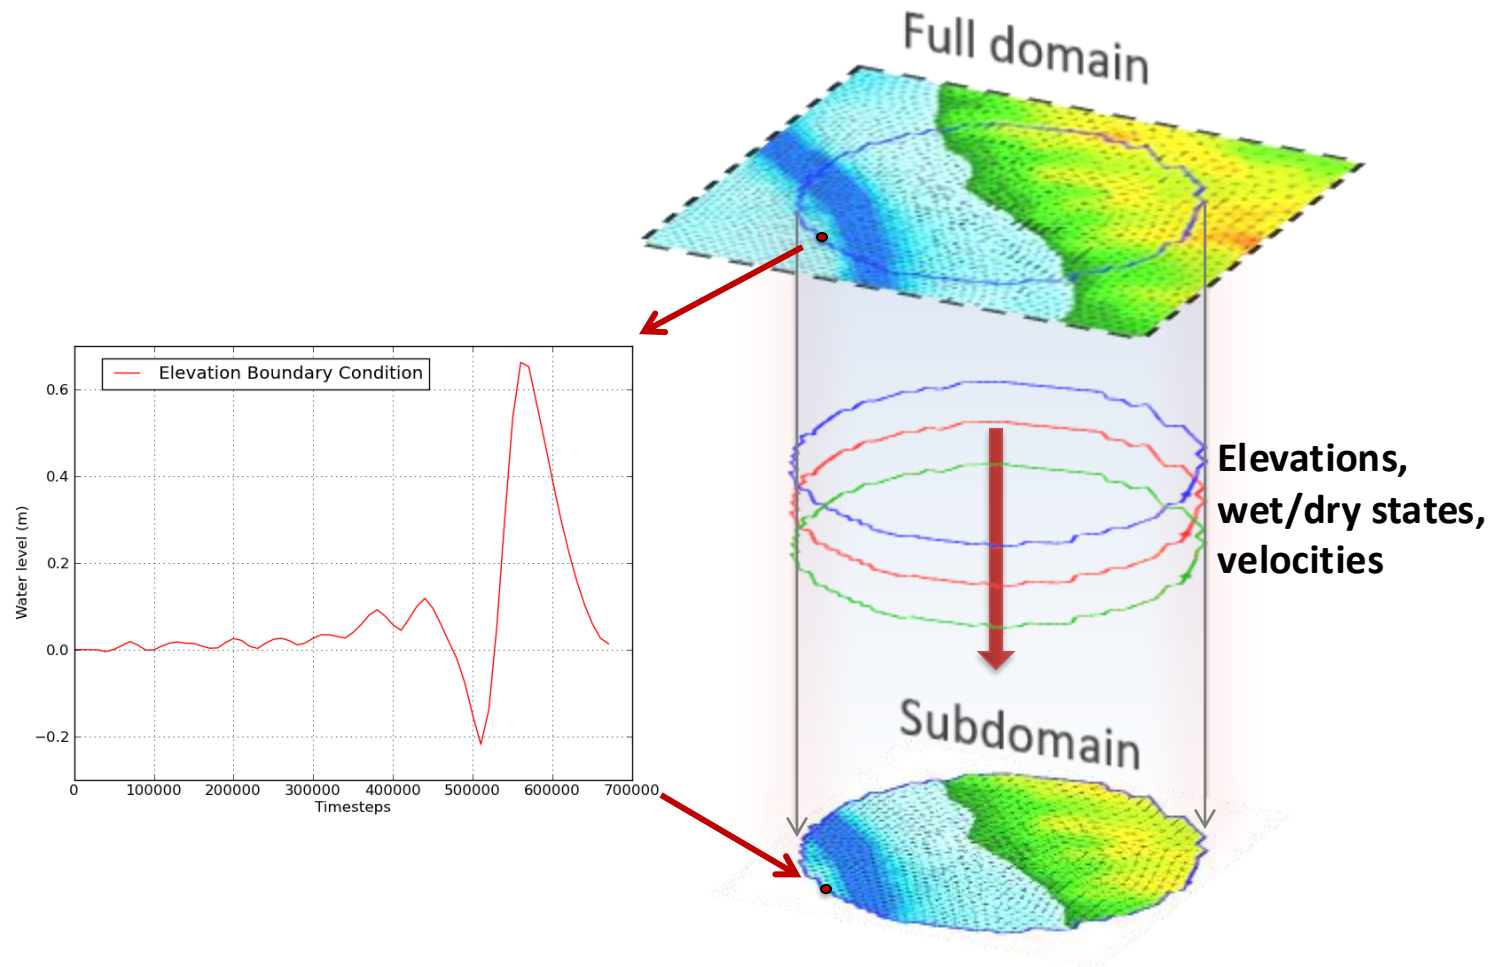 Full domain
Elevation Boundary Condition
0.6
0.4
0.2
0.0
−0.2
Water level (m)
0 100000 200000 300000 400000 500000 600000 700000
Timesteps
Elevations,
wet/dry states,
velocities
Subdomain